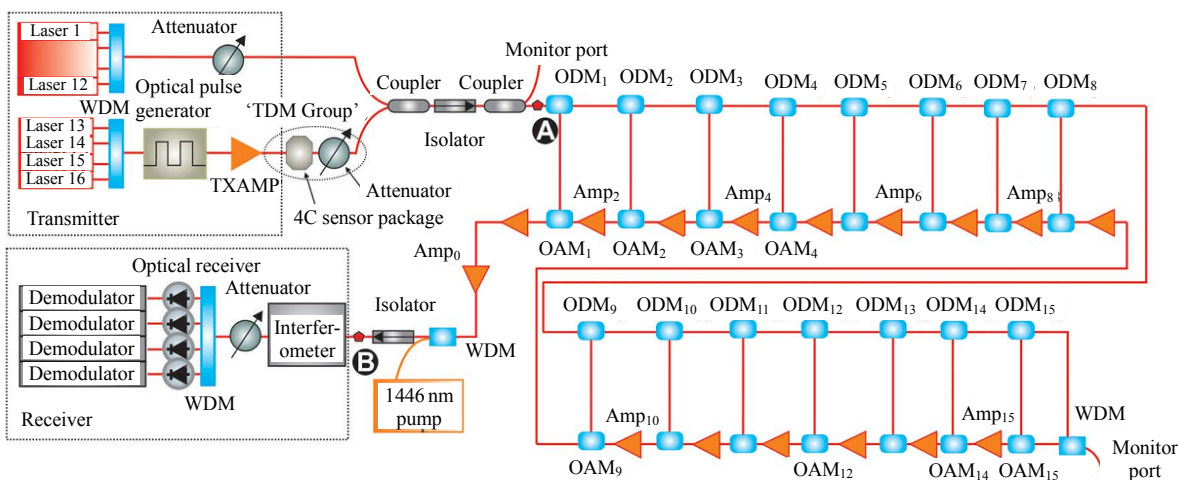 Laser 1
Laser 12
WDM
Attenuator
Optical pulse
generator
Laser 13
Laser 14
Laser 15
Laser 16
TXAMP
Transmitter
'TDM Group'
Attenuator
4C sensor package
Coupler
Isolator
Coupler
Monitor port
A
ODM1
ODM2
ODM3
ODM4
ODM5
ODM6
ODM7
ODM8
Amp2
Amp4
Amp6
Amp8
OAM1
OAM2
OAM3
OAM4
Amp0
Optical receiver
Demodulator
Demodulator
Demodulator
Demodulator
WDM
Attenuator
Interfer-
ometer
B
Isolator
WDM
1446 nm
pump
Receiver
ODM9
ODM10
ODM11
ODM12
ODM13
ODM14
ODM15
Amp10
Amp15
WDM
OAM9
OAM12
OAM14
OAM15
Monitor
port